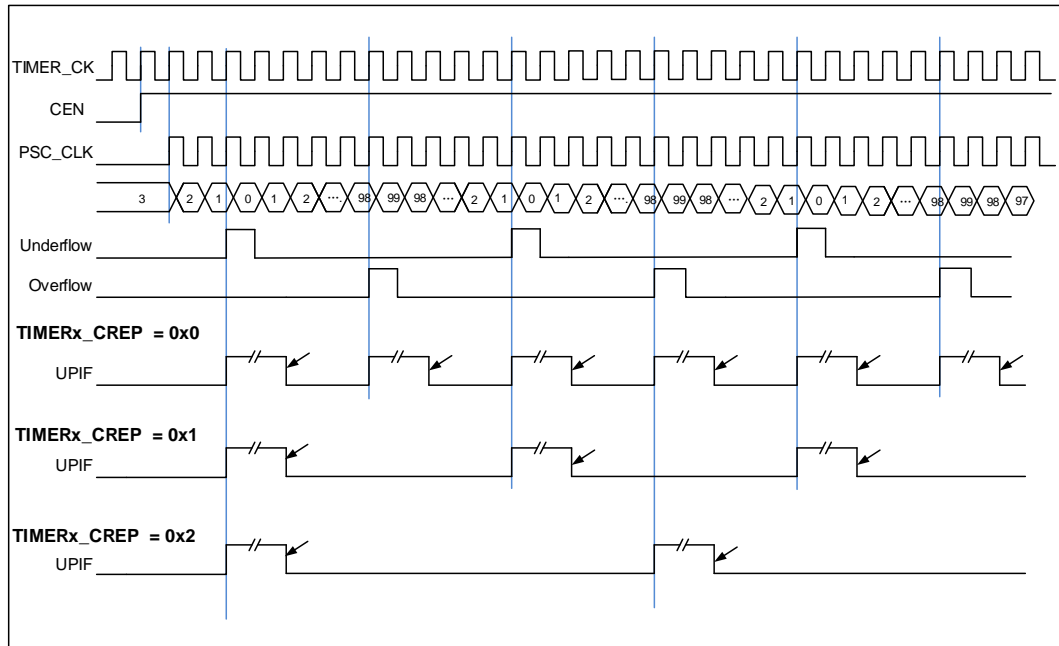 TIMER_CK
CEN
PSC_CLK
3 2 1 0 1 2 ... 98 99 98 ... 2 1 0 1 2 ... 98 99 98 ... 2 1 0 1 2 ... 98 99 98 97
Underflow
Overflow
TIMERx_CREP = 0x0
UPIF
TIMERx_CREP = 0x1
UPIF
TIMERx_CREP = 0x2
UPIF